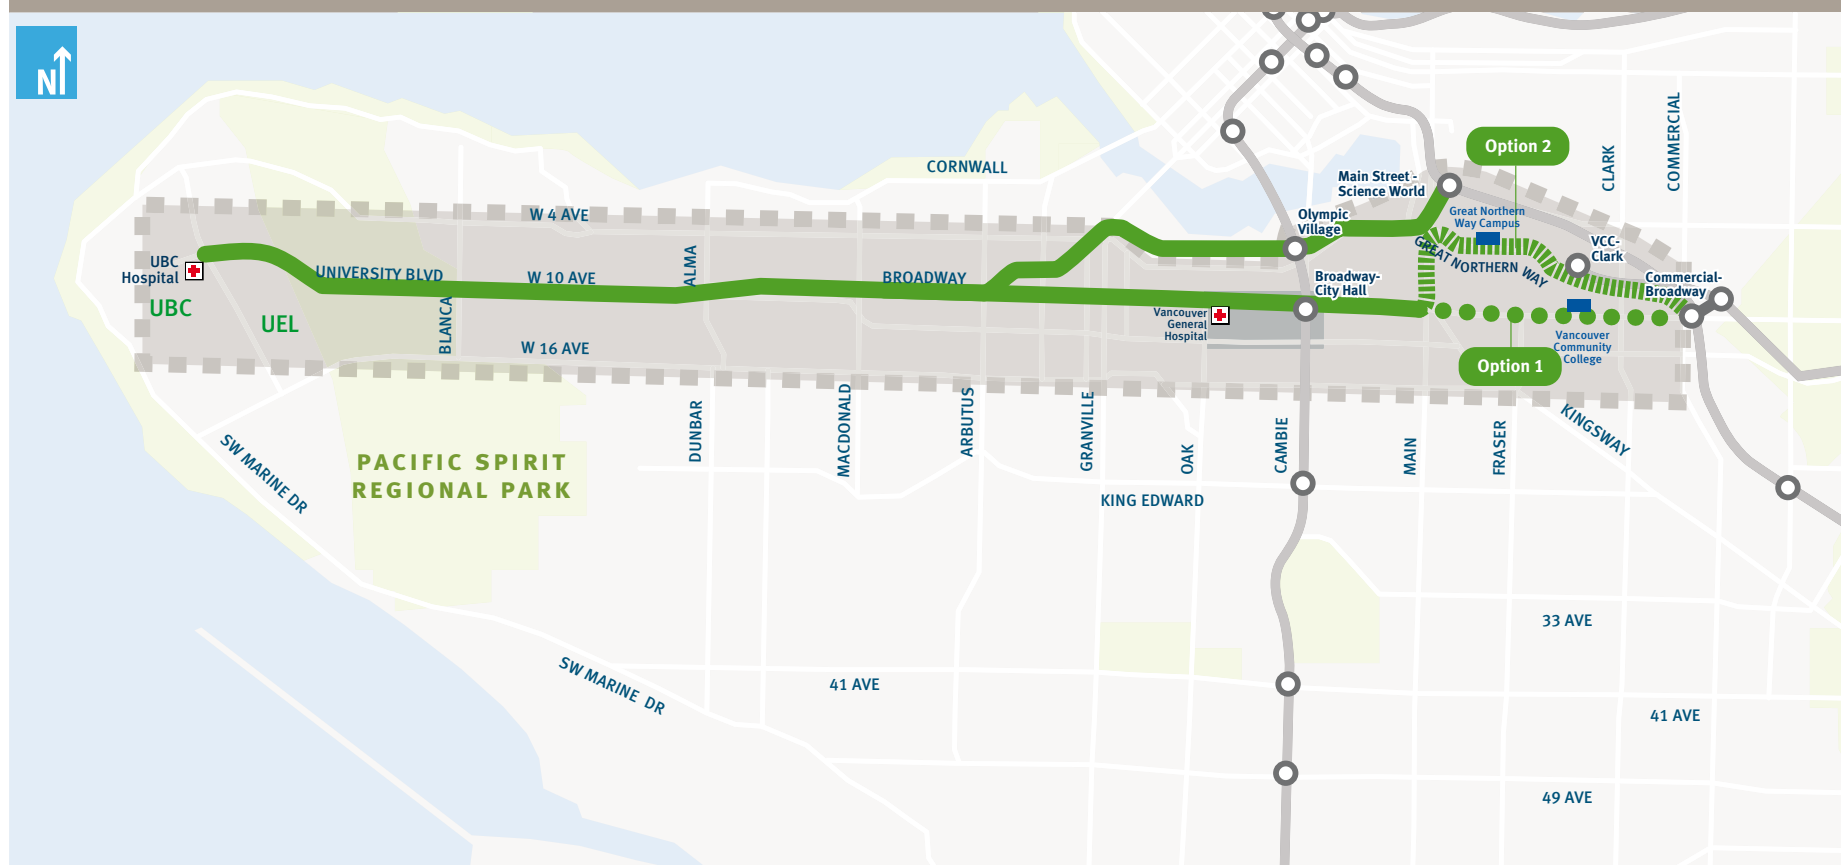 N
CORNWALL
Option 2
CLARK
COMMERCIAL
Main Street -
Science World
Great Northern
Way Campus
W 4 AVE
Olympic
Village
VCC-
Clark
GREAT NORTHERN WAY
UBC
Hospital
UNIVERSITY BLVD
W 10 AVE
ALMA
BROADWAY
Broadway-
City Hall
Commercial-
Broadway
UBC
UEL
BLANCA
Vancouver
General
Hospital
Vancouver
Community
College
W 16 AVE
Option 1
DUNBAR
MACDONALD
ARBUTUS
GRANVILLE
OAK
CAMBIE
MAIN
FRASER
KINGSWAY
SW MARINE DR
PACIFIC SPIRIT
REGIONAL PARK
KING EDWARD
33 AVE
SW MARINE DR
41 AVE
41 AVE
49 AVE